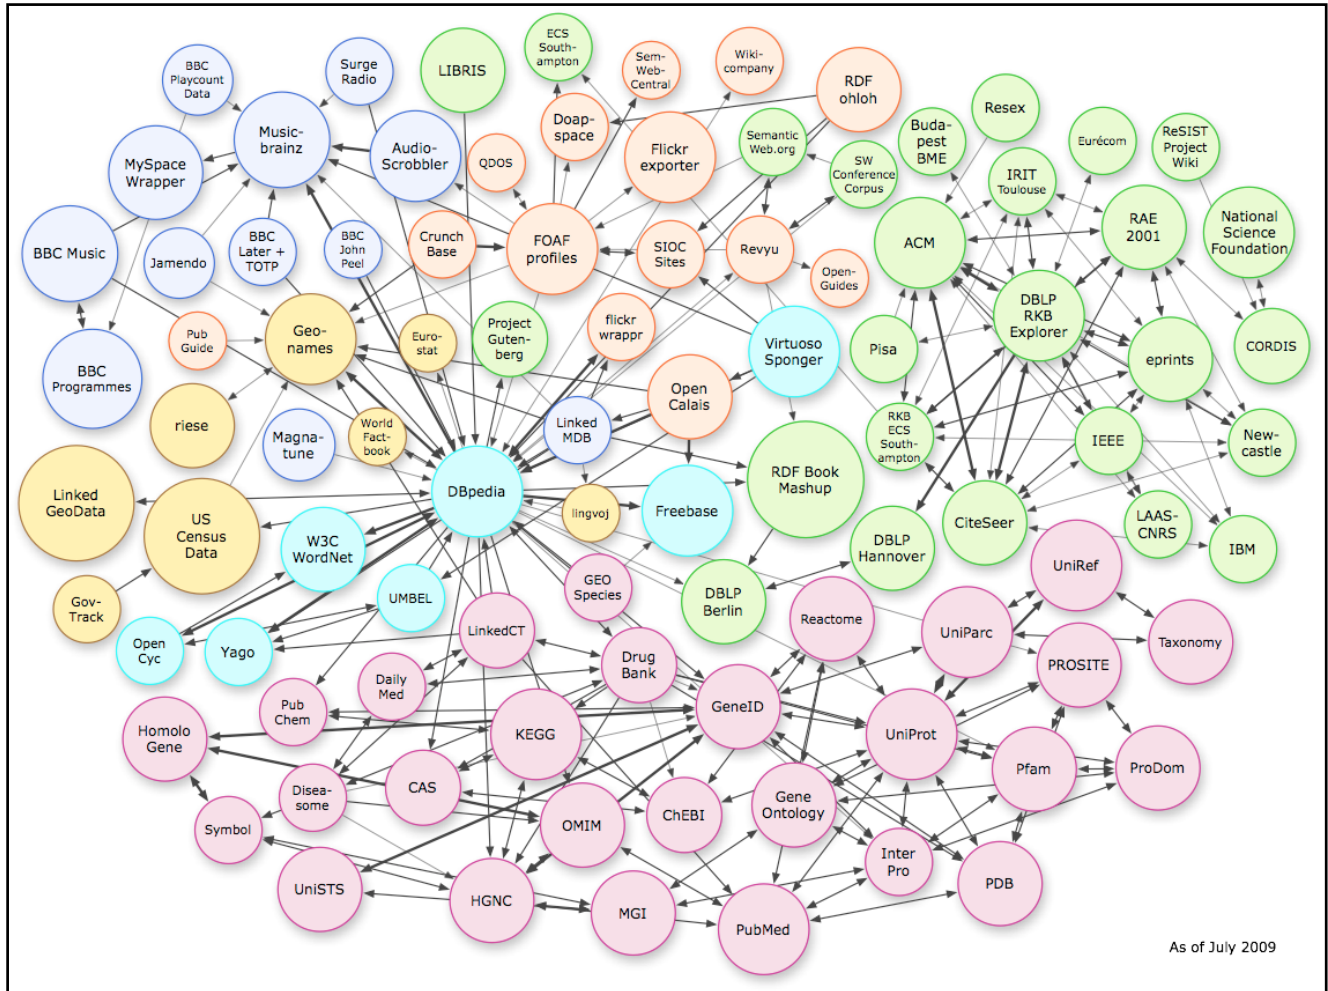 BBC
Playcount
Data
Surge
Radio
LIBRIS
ECS
South-
ampton
Sem-
Web-
Central
Wiki-
company
RDF
ohloh
Resex
Music-
brainz
Audio-
Scrobbler
Doap-
space
Flickr
exporter
Semantic
Web.org
Buda-
pest
BME
Eurécom
ReSIST
Project
Wiki
MySpace
Wrapper
QDOS
SW
Conference
Corpus
IRIT
Toulouse
BBC Music
Jamendo
BBC
Later +
TOTP
BBC
John
Peel
Crunch
Base
FOAF
profiles
SIOC
Sites
Revyu
Open-
Guides
ACM
RAE
2001
National
Science
Foundation
BBC
Programmes
Pub
Guide
Geo-
names
Euro-
stat
Project
Guten-
berg
flickr
wrappr
Virtuoso
Sponger
Pisa
DBLP
RKB
Explorer
eprints
CORDIS
riese
Magna-
tune
World
Fact-
book
Linked
MDB
Open
Calais
RKB
ECS
South-
ampton
IEEE
New-
castle
Linked
GeoData
US
Census
Data
W3C
WordNet
DBpedia
lingvoj
Freebase
RDF Book
Mashup
DBLP
Hannover
CiteSeer
LAAS-
CNRS
IBM
Gov-
Track
Open
Cyc
Yago
UMBEL
GEO
Species
DBLP
Berlin
Reactome
UniParc
UniRef
Taxonomy
LinkedCT
Drug
Bank
PROSITE
Daily
Med
Pub
Chem
Homolo
Gene
KEGG
GeneID
UniProt
Pfam
ProDom
Disea-
some
CAS
Symbol
OMIM
ChEBI
Gene
Ontology
Inter
Pro
UniSTS
HGNC
MGI
PubMed
PDB
As of July 2009